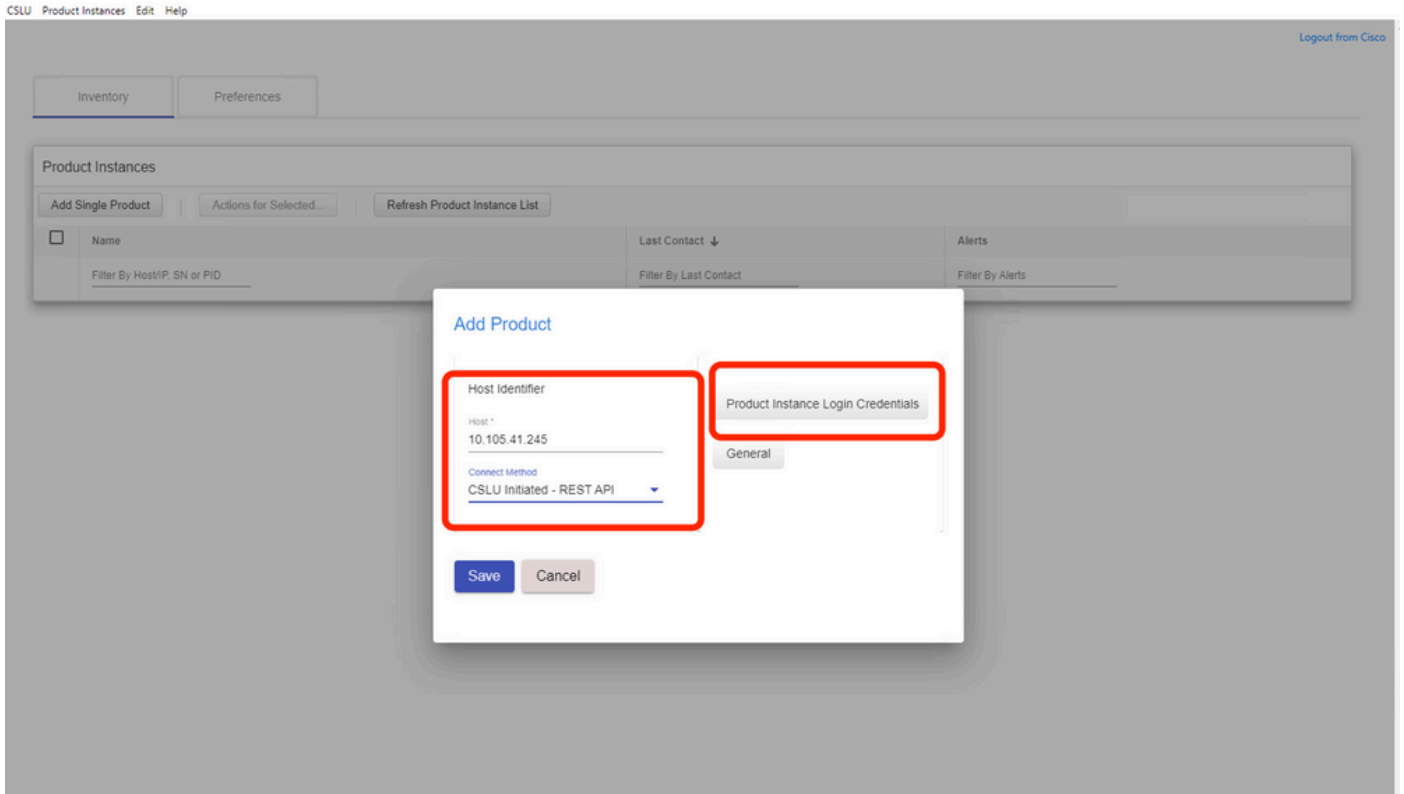 CSLU Product Instances Edit Help
Logout from Cisco
Inventory Preferences
Product Instances
Add Single Product Actions for Selected... Refresh Product Instance List
Name Last Contact Alerts
Filter By Host/IP, SN or PID Filter By Last Contact Filter By Alerts
Add Product
Host Identifier
Product Instance Login Credentials
Host *
10.105.41.245
General
Connect Method
CSLU Initiated - REST API
Save Cancel